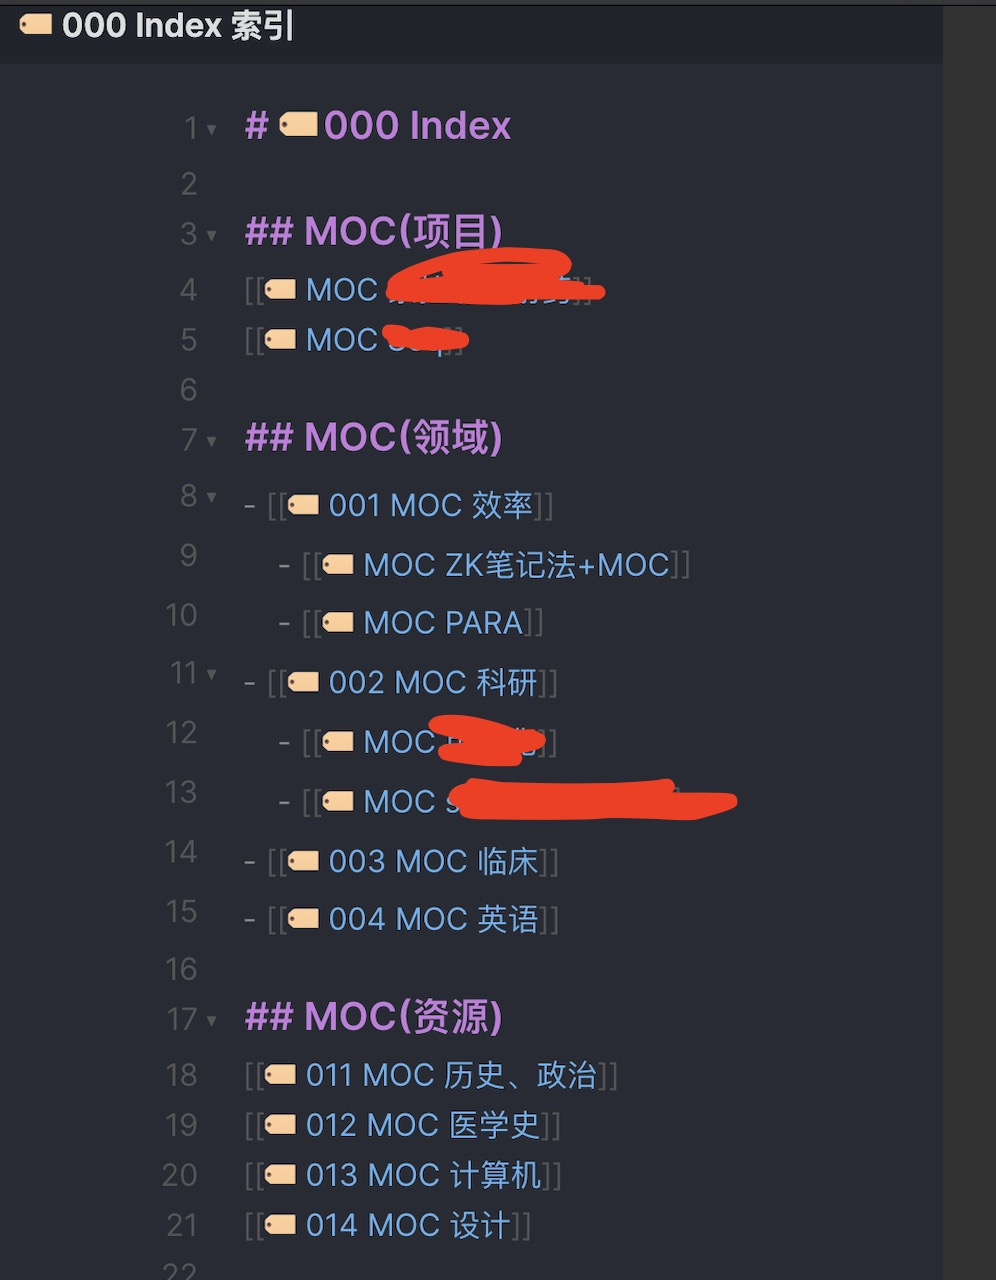 🏷 000 Index 索引
1 # 🏷000 Index
2
3 ## MOC(项目)
4 [[🏷 MOC ]]
5 [[🏷 MOC ]]
6
7 ## MOC(领域)
8 - [[🏷 001 MOC 效率]]
9 - [[🏷 MOC ZK笔记法+MOC]]
10 - [[🏷 MOC PARA]]
11 - [[🏷 002 MOC 科研]]
12 - [[🏷 MOC ]]
13 - [[🏷 MOC
14 - [[🏷 003 MOC 临床]]
15 - [[🏷 004 MOC 英语]]
16
17 ## MOC(资源)
18 [[🏷 011 MOC 历史、政治]]
19 [[🏷 012 MOC 医学史]]
20 [[🏷 013 MOC 计算机]]
21 [[🏷 014 MOC 设计]]
22